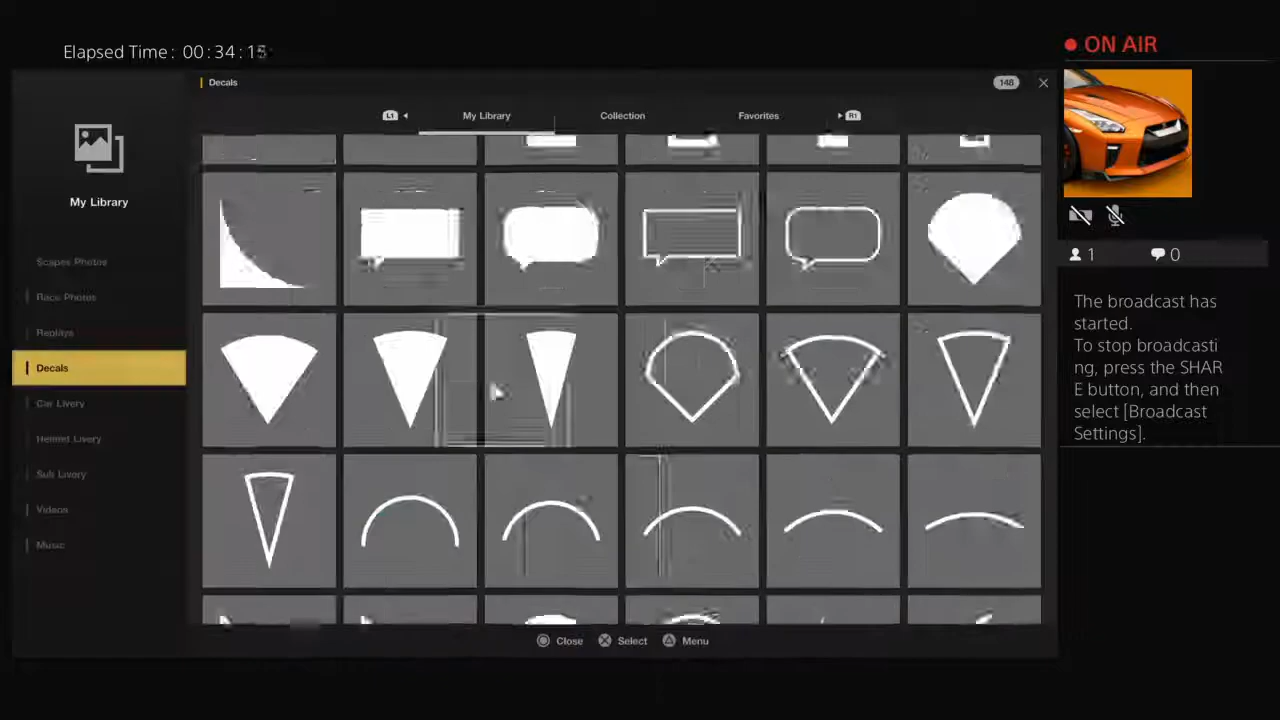 Elapsed Time: 00:34:15
ON AIR
Decals
148
L1
My Library
Collection
Favorites
R1
My Library
Scapes Photos
Race Photos
Replays
Decals
Car Livery
Helmet Livery
Suit Livery
Videos
Music
1
0
The broadcast has
started.
To stop broadcasti
ng, press the SHAR
E button, and then
select [Broadcast
Settings].
Close
Select
Menu